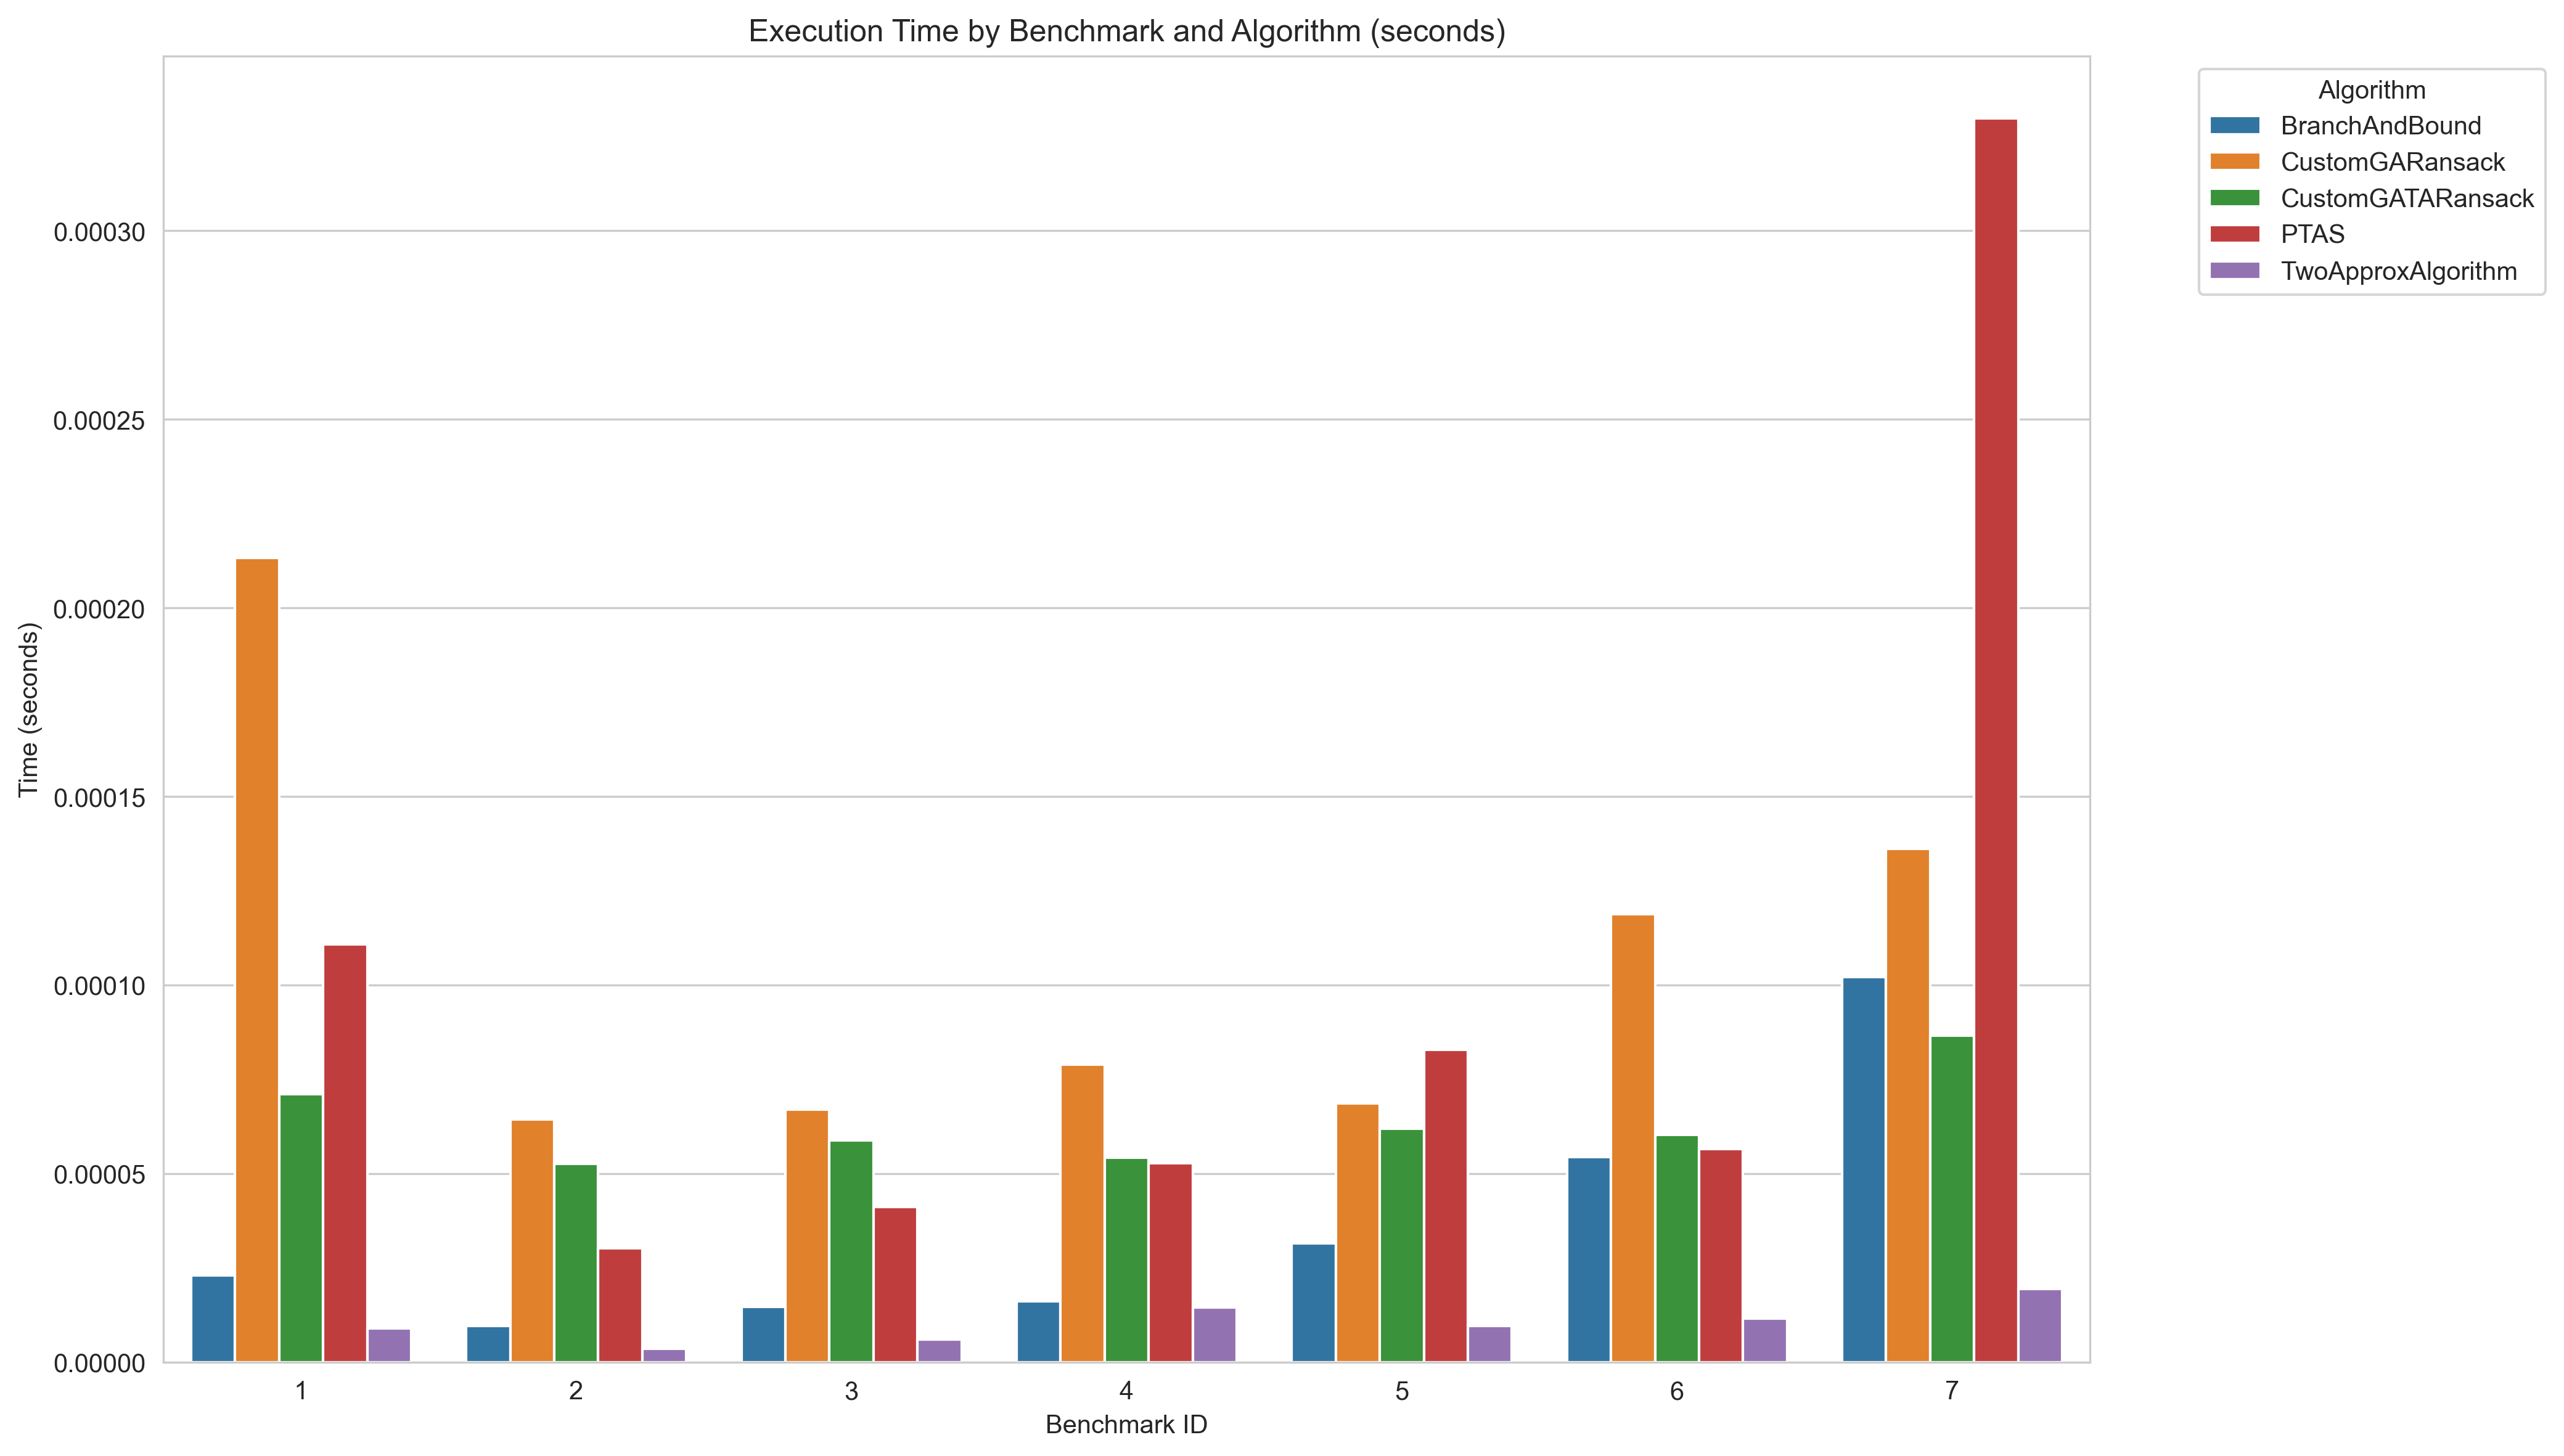 Execution Time by Benchmark and Algorithm (seconds)
Algorithm
BranchAndBound
CustomGARansack
CustomGATARansack
PTAS
TwoApproxAlgorithm
Time (seconds)
0.00030
0.00025
0.00020
0.00015
0.00010
0.00005
0.00000
1 2 3 4 5 6 7
Benchmark ID